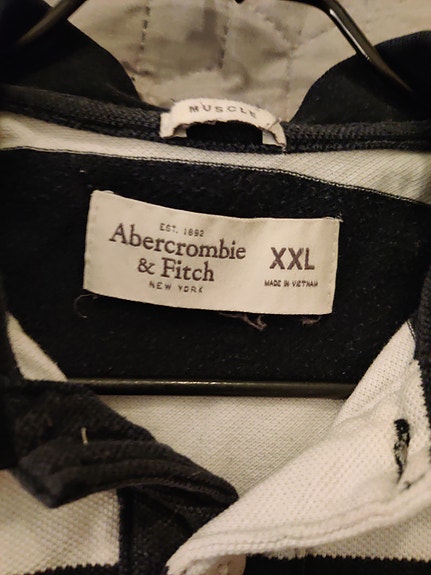 MUSCLE
EST. 1892
Abercrombie
& Fitch
NEW YORK
XXL
MADE IN VIETNAM